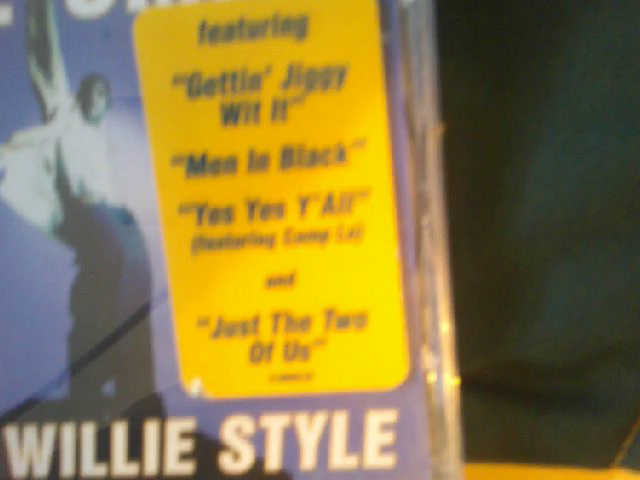 featuring
"Gettin' Jiggy
Wit It"
"Men In Black"
"Yes Yes Y'All"
(featuring Camp Lo)
and
"Just The Two
Of Us"
WILLIE STYLE